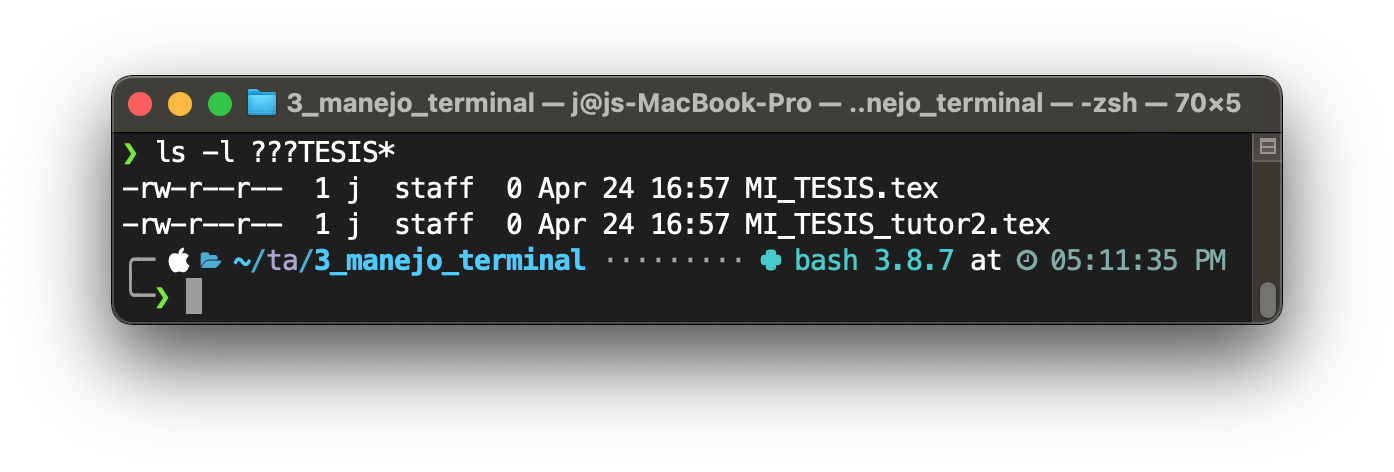 3_manejo_terminal — j@js-MacBook-Pro — ..nejo_terminal — -zsh — 70×5
❯ ls -l ???TESIS*
-rw-r--r--  1 j  staff  0 Apr 24 16:57 MI_TESIS.tex
-rw-r--r--  1 j  staff  0 Apr 24 16:57 MI_TESIS_tutor2.tex
~/ta/3_manejo_terminal ········· bash 3.8.7 at 05:11:35 PM
❯